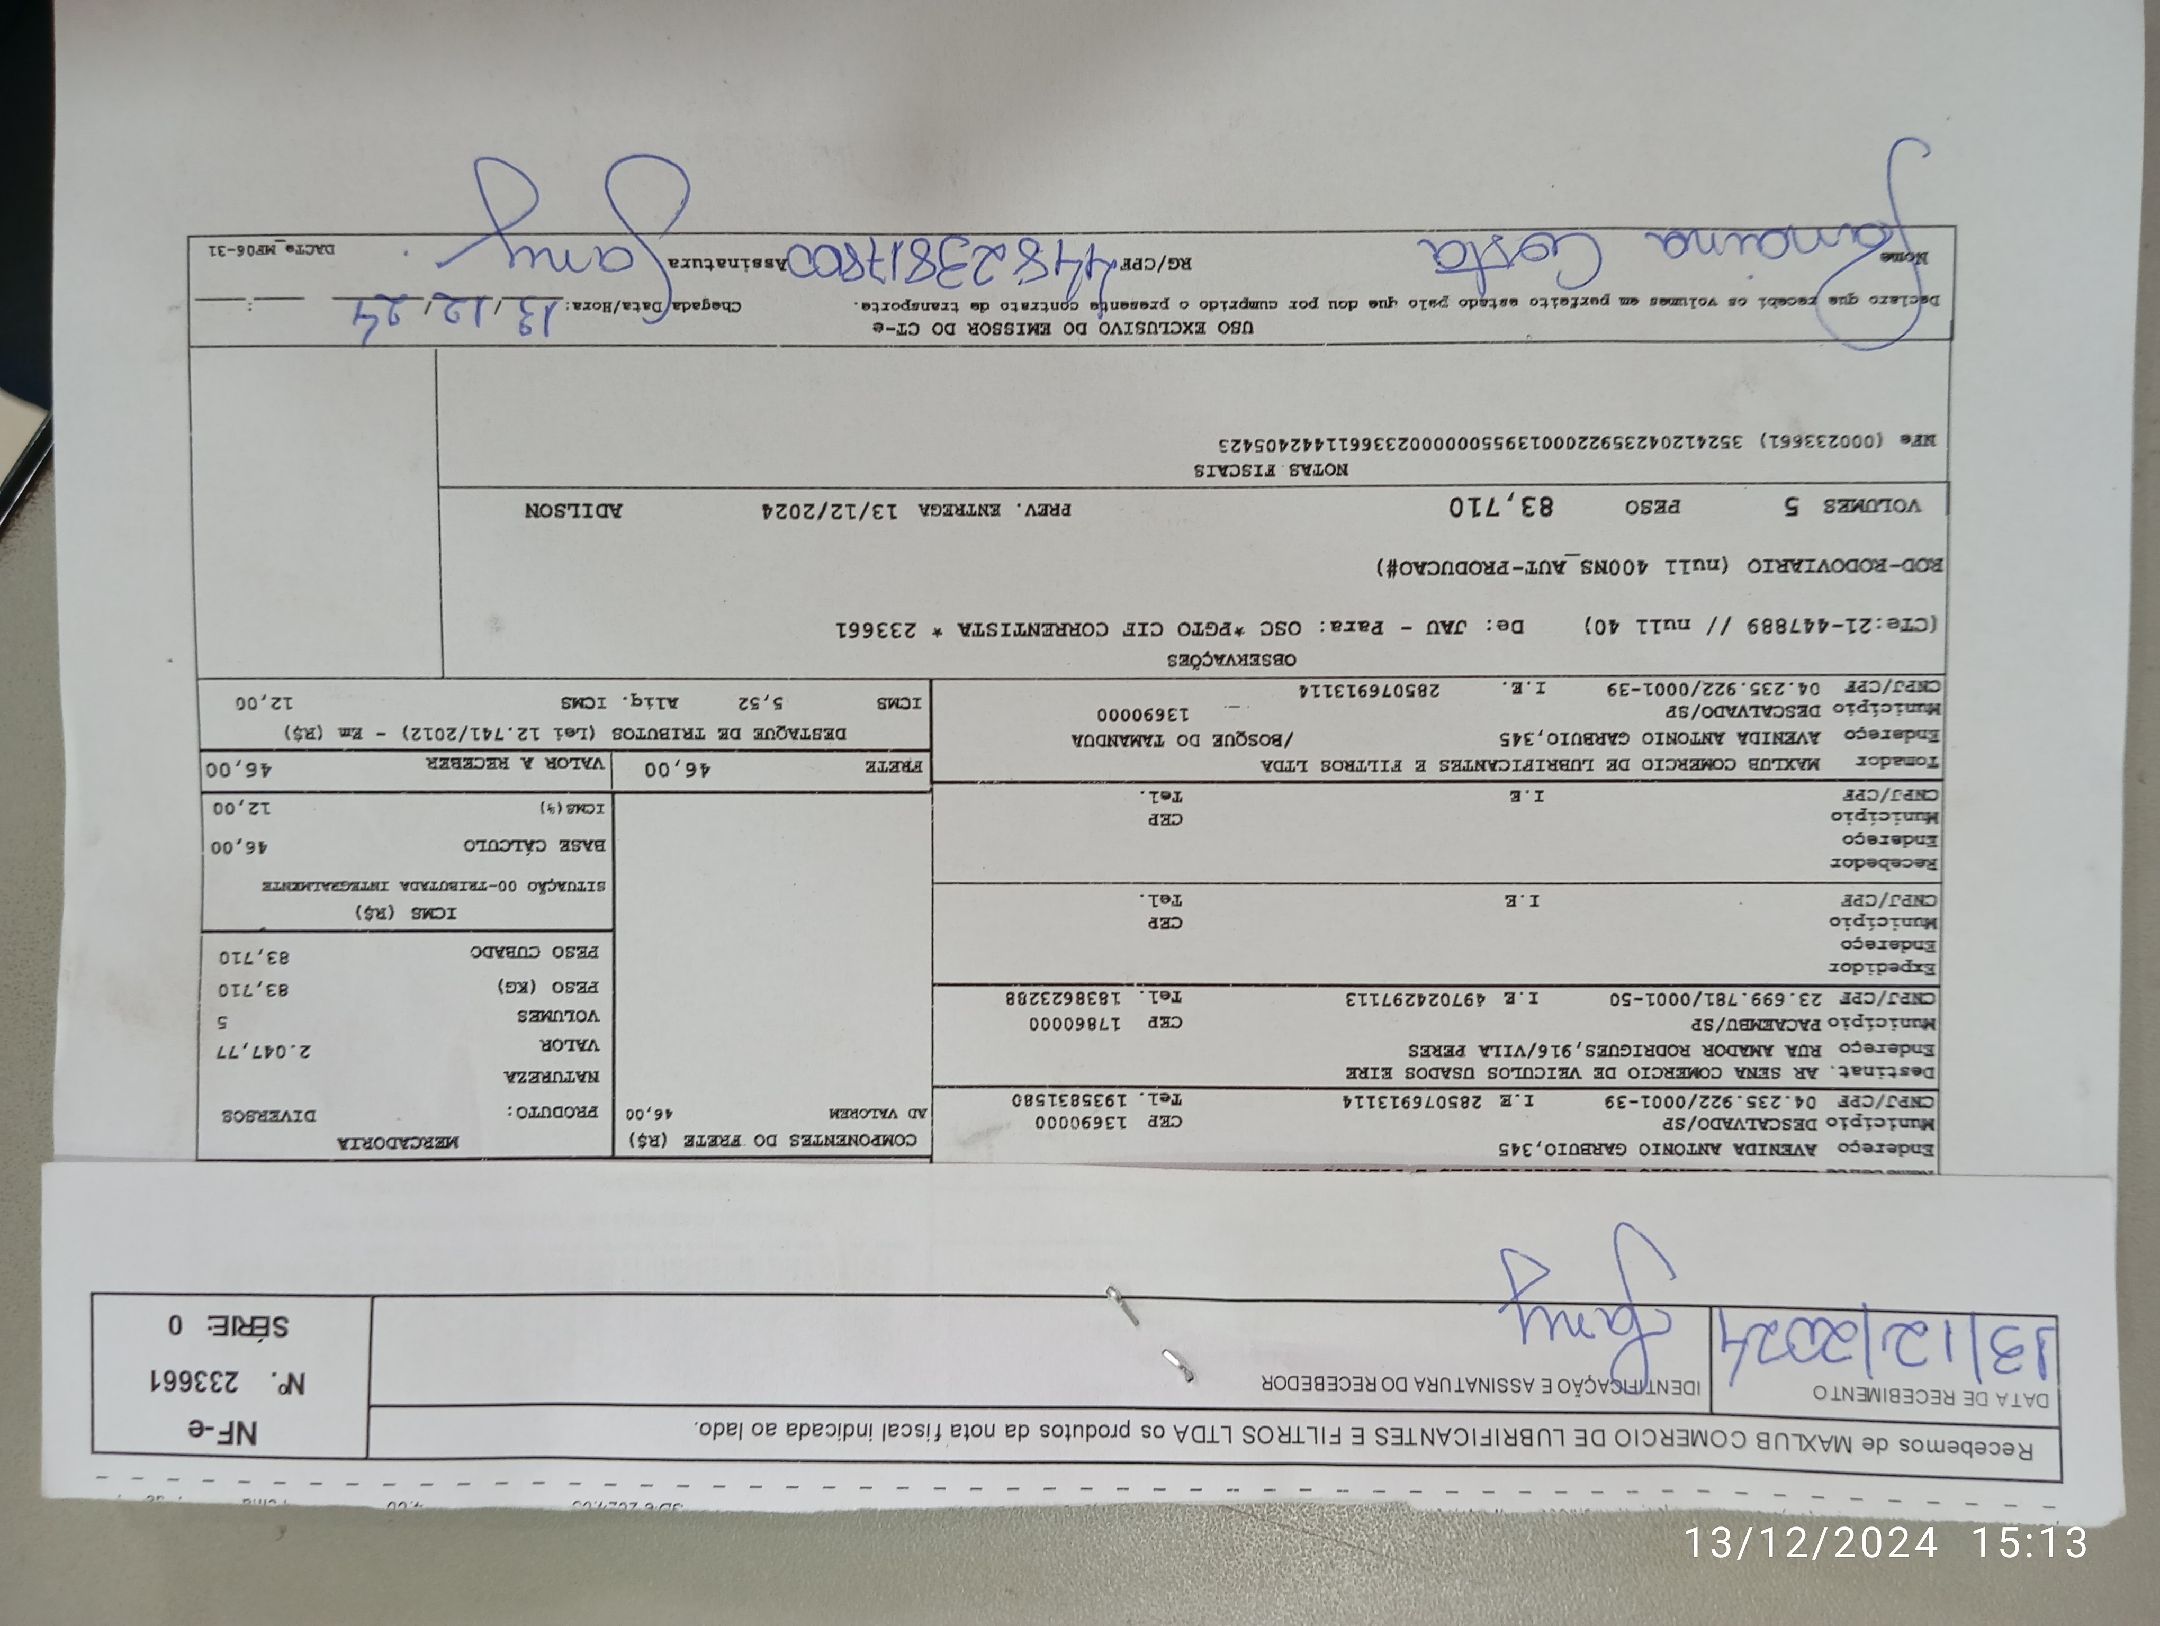 Recebemos de MAXLUB COMERCIO DE LUBRIFICANTES E FILTROS LTDA os produtos da nota fiscal indicada ao lado.
NF-e
Nº. 233661
SÉRIE: 0
DATA DE RECEBIMENTO
13/12/2024
IDENTIFICAÇÃO E ASSINATURA DO RECEBEDOR
Jany
Endereço AVENIDA ANTONIO GARBUIO,345
Município DESCALVADO/SP CEP 13690000
CNPJ/CPF 04.235.922/0001-39 I.E 285076913114 Tel. 1935831580
Destinat. AR SENA COMERCIO DE VEICULOS USADOS EIRE
Endereço RUA AMADOR RODRIGUES,916/VILA PERES
Município PACAEMBU/SP CEP 17860000
CNPJ/CPF 23.699.781/0001-50 I.E 497024297113 Tel. 1838623288
Expedidor
Endereço
Município CEP
CNPJ/CPF I.E Tel.
Recebedor
Endereço
Município CEP
CNPJ/CPF I.E Tel.
Tomador MAXLUB COMERCIO DE LUBRIFICANTES E FILTROS LTDA
Endereço AVENIDA ANTONIO GARBUIO,345 /BOSQUE DO TAMANDUA
Município DESCALVADO/SP 13690000
CNPJ/CPF 04.235.922/0001-39 I.E. 285076913114
COMPONENTES DO FRETE (R$)
AD VALOREM 46,00
MERCADORIA
PRODUTO: DIVERSOS
NATUREZA
VALOR 2.047,77
VOLUMES 5
PESO (KG) 83,710
PESO CUBADO 83,710
ICMS (R$)
SITUAÇÃO 00-TRIBUTADA INTEGRALMENTE
BASE CÁLCULO 46,00
ICMS(%) 12,00
FRETE 46,00 VALOR A RECEBER 46,00
DESTAQUE DE TRIBUTOS (Lei 12.741/2012) - Em (R$)
ICMS 5,52 Aliq. ICMS 12,00
OBSERVAÇÕES
(CTe:21-447889 // null 40) De: JAU - Para: OSC *PGTO CIF CORRENTISTA * 233661
ROD-RODOVIARIO (null 400NS_AUT-PRODUCAO#)
VOLUMES 5 PESO 83,710 PREV. ENTREGA 13/12/2024 ADILSON
NOTAS FISCAIS
NFe (000233661) 35241204235922000139550000002336611442405423
USO EXCLUSIVO DO EMISSOR DO CT-e
Declaro que recebi os volumes em perfeito estado pelo que dou por cumprido o presente contrato de transporte. Chegada Data/Hora: 13/12/24 :
Nome Janaina Costa RG/CPF 44823817800 Assinatura Jany DACTe_MF06-31
13/12/2024 15:13